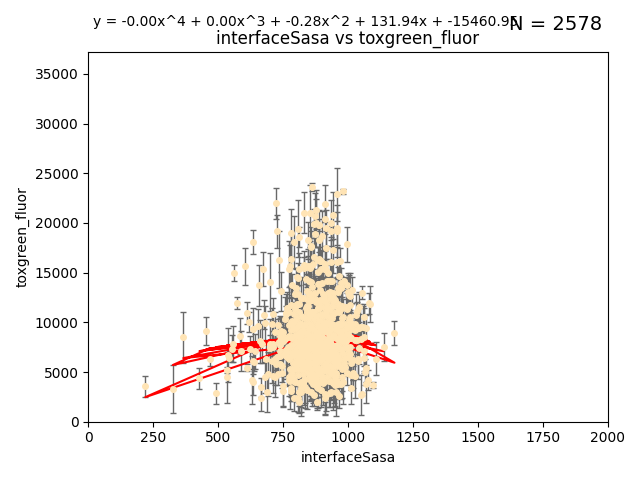 y = -0.00x^4 + 0.00x^3 + -0.28x^2 + 131.94x + -15460.95
N = 2578
interfaceSasa vs toxgreen_fluor
35000
30000
25000
20000
15000
10000
5000
0
toxgreen_fluor
0 250 500 750 1000 1250 1500 1750 2000
interfaceSasa